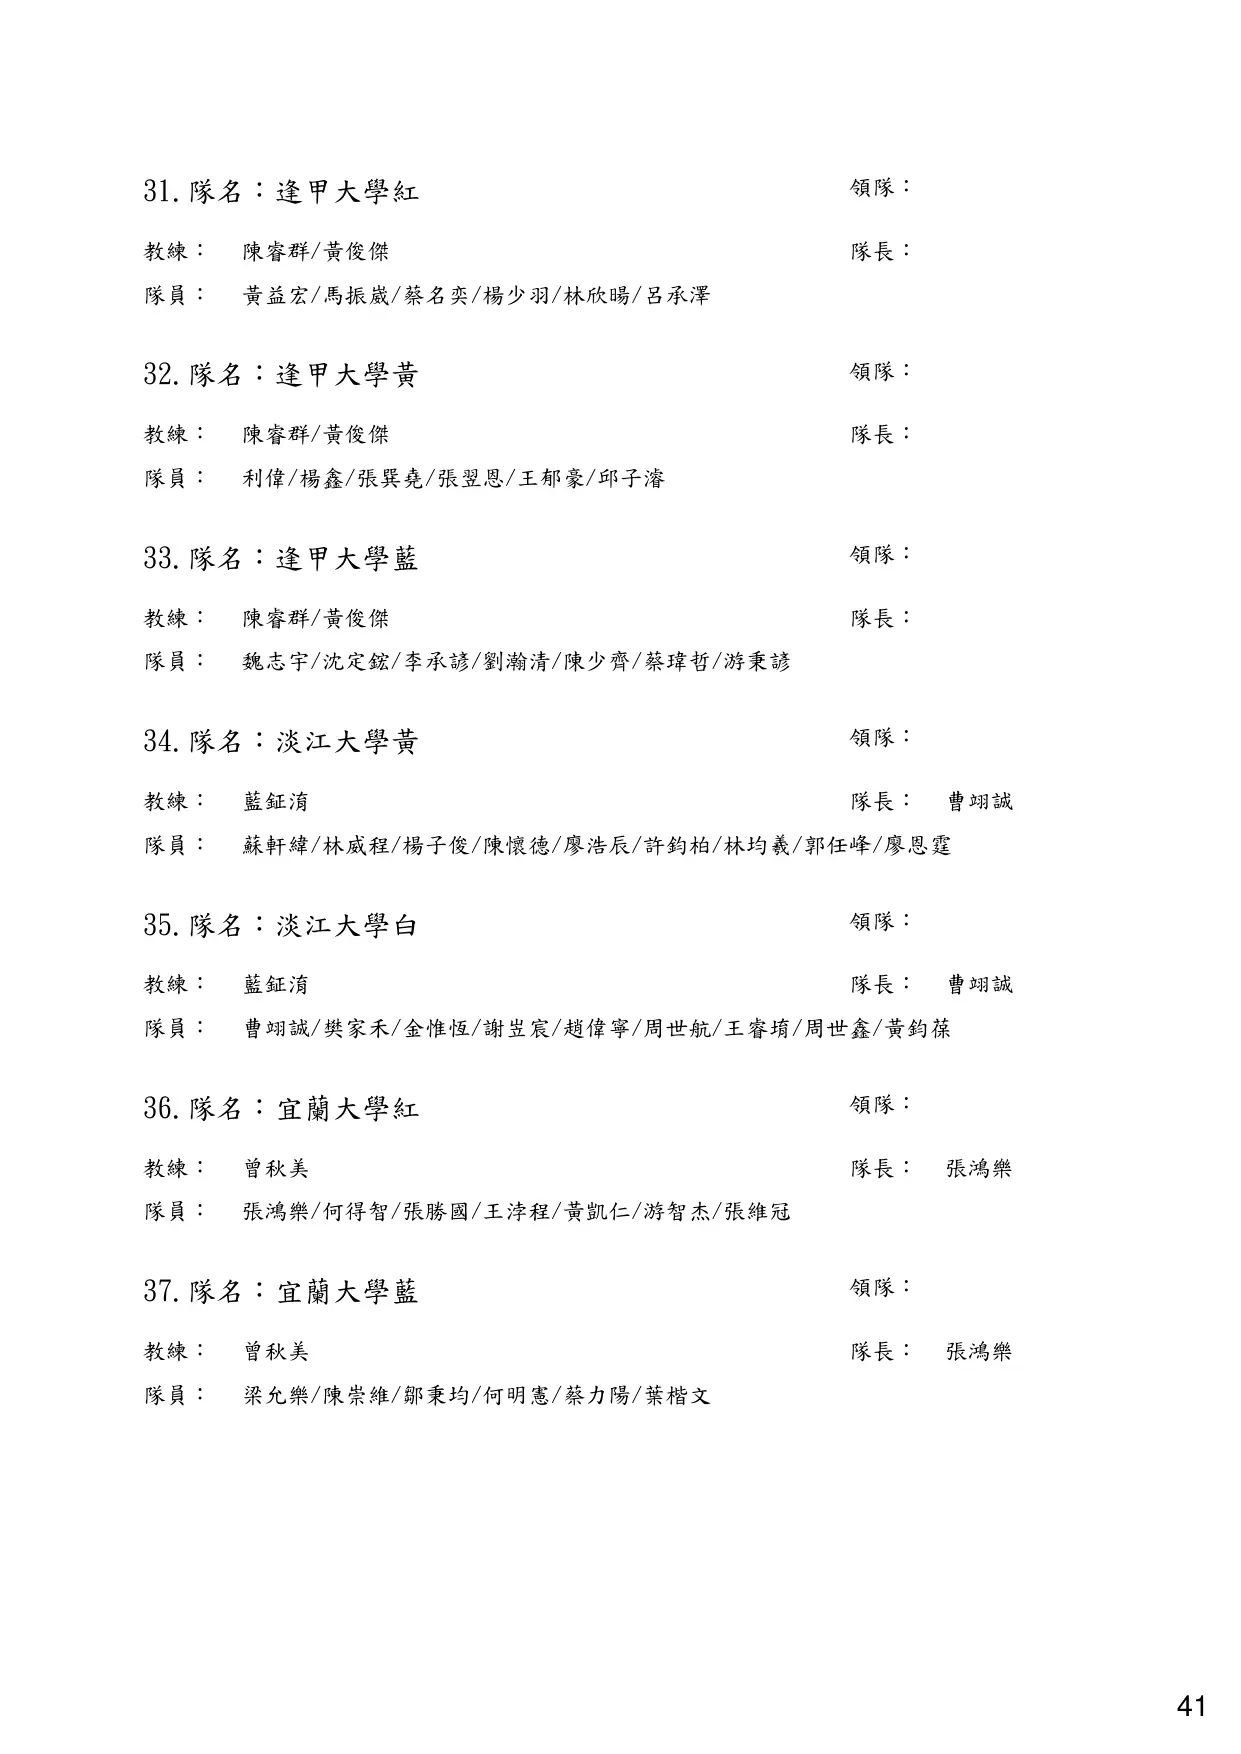 31.隊名：逢甲大學紅 領隊：
教練： 陳睿群/黃俊傑 隊長：
隊員： 黃益宏/馬振崴/蔡名奕/楊少羽/林欣暘/呂承澤
32.隊名：逢甲大學黃 領隊：
教練： 陳睿群/黃俊傑 隊長：
隊員： 利偉/楊鑫/張巽堯/張翌恩/王郁豪/邱子濬
33.隊名：逢甲大學藍 領隊：
教練： 陳睿群/黃俊傑 隊長：
隊員： 魏志宇/沈定鋐/李承諺/劉瀚清/陳少齊/蔡瑋哲/游秉諺
34.隊名：淡江大學黃 領隊：
教練： 藍鉦淯 隊長： 曹翊誠
隊員： 蘇軒緯/林威程/楊子俊/陳懷德/廖浩辰/許鈞柏/林均羲/郭任峰/廖恩霆
35.隊名：淡江大學白 領隊：
教練： 藍鉦淯 隊長： 曹翊誠
隊員： 曹翊誠/樊家禾/金惟恆/謝岦宸/趙偉寧/周世航/王睿堉/周世鑫/黃鈞葆
36.隊名：宜蘭大學紅 領隊：
教練： 曾秋美 隊長： 張鴻樂
隊員： 張鴻樂/何得智/張勝國/王浡程/黃凱仁/游智杰/張維冠
37.隊名：宜蘭大學藍 領隊：
教練： 曾秋美 隊長： 張鴻樂
隊員： 梁允樂/陳崇維/鄒秉均/何明憲/蔡力陽/葉楷文
41